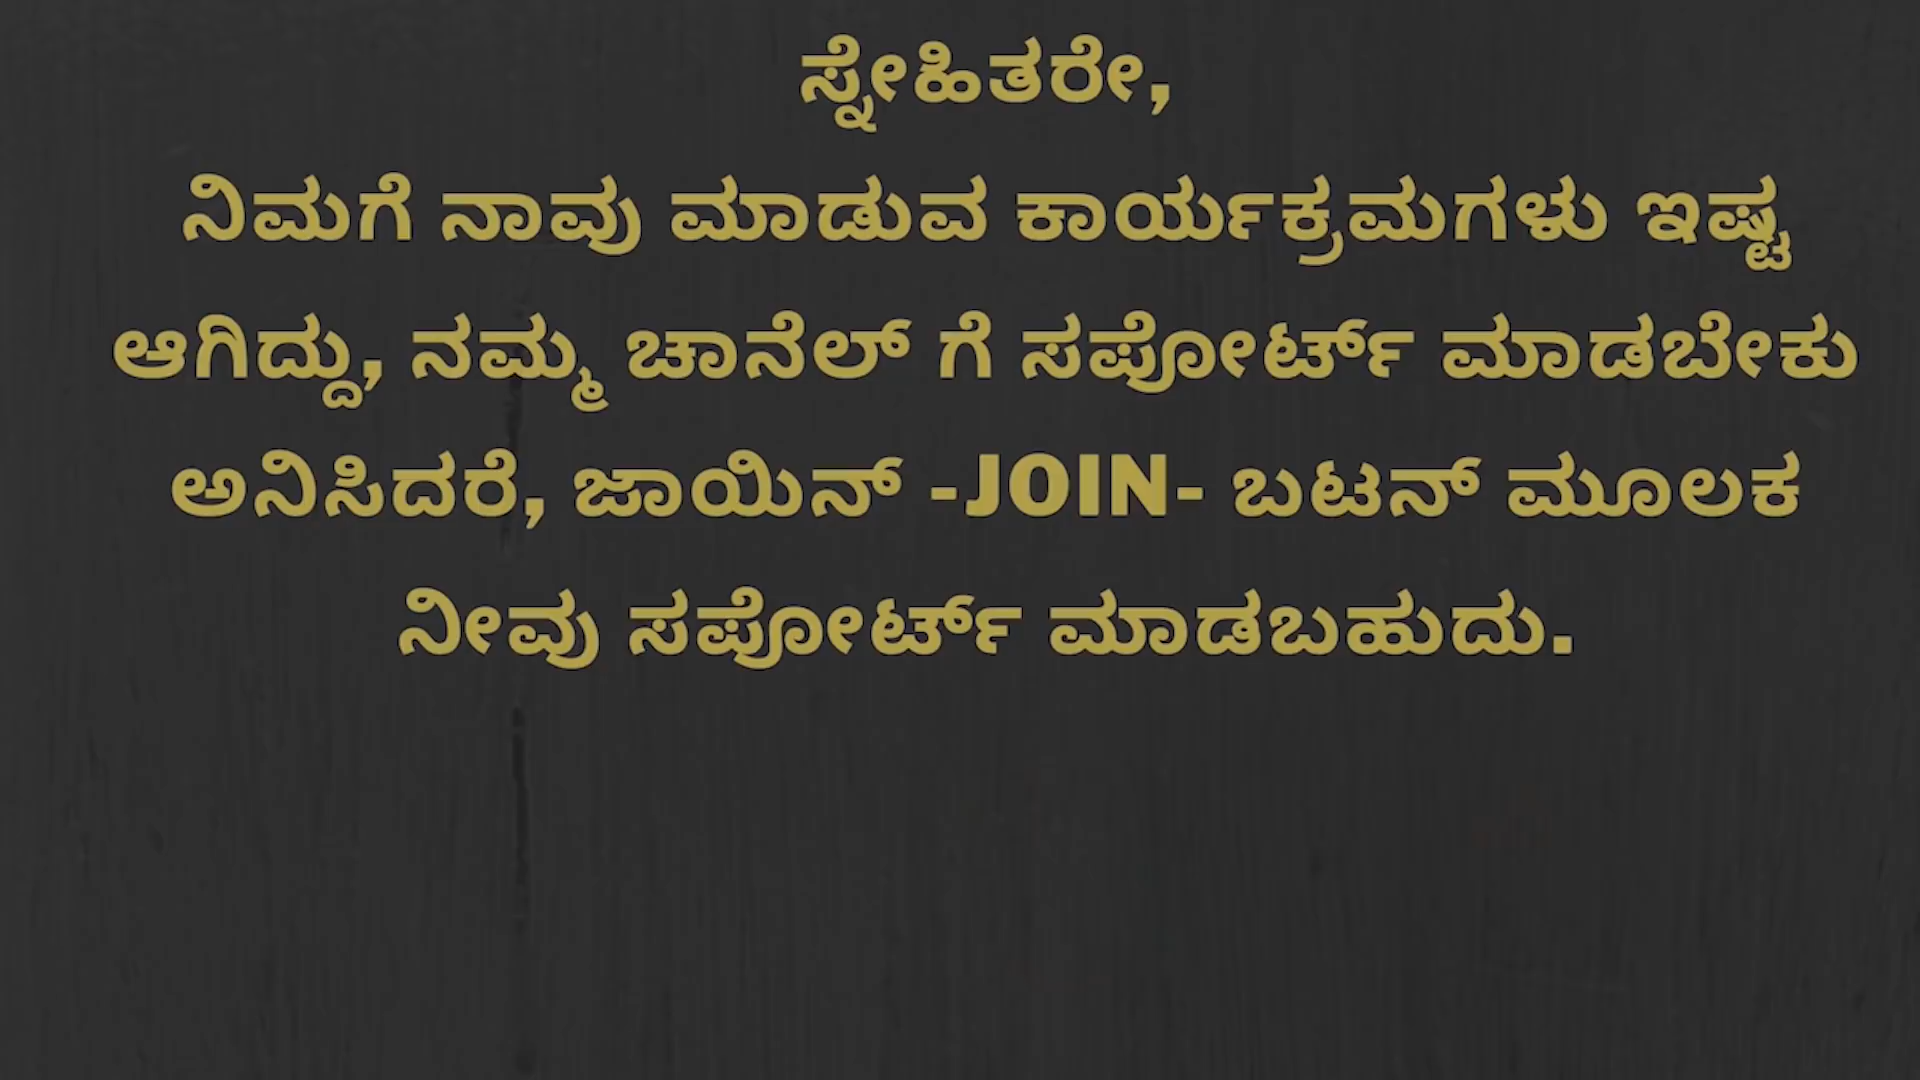 ಸ್ನೇಹಿತರೇ,
ನಿಮಗೆ ನಾವು ಮಾಡುವ ಕಾರ್ಯಕ್ರಮಗಳು ಇಷ್ಟ
ಆಗಿದ್ದು, ನಮ್ಮ ಚಾನೆಲ್ ಗೆ ಸಪೋರ್ಟ್ ಮಾಡಬೇಕು
ಅನಿಸಿದರೆ, ಜಾಯಿನ್ -JOIN- ಬಟನ್ ಮೂಲಕ
ನೀವು ಸಪೋರ್ಟ್ ಮಾಡಬಹುದು.